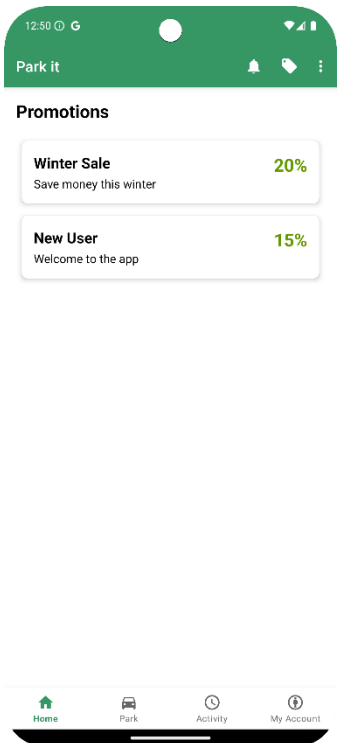 12:50
Park it
Promotions
Winter Sale
20%
Save money this winter
New User
15%
Welcome to the app
Home
Park
Activity
My Account